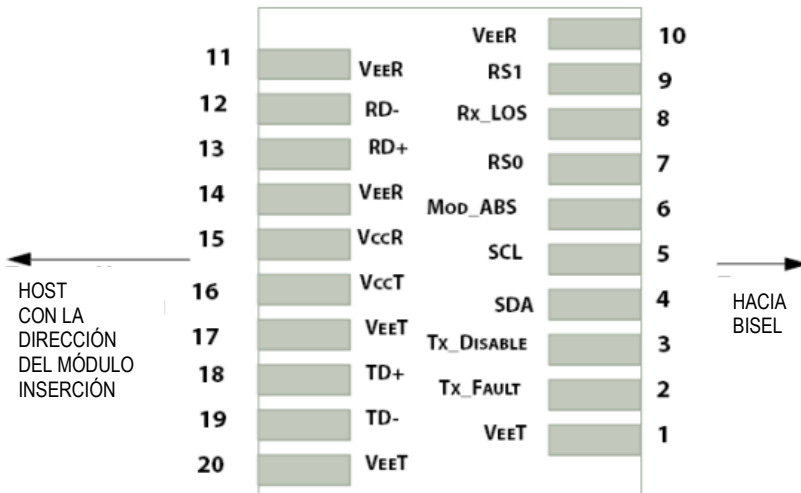 11
VEER
12
RD-
13
RD+
14
VEER
15
VccR
16
VccT
17
VEET
18
TD+
19
TD-
20
VEET
VEER
10
RS1
9
Rx_LOS
8
RS0
7
MOD_ABS
6
SCL
5
SDA
4
TX_DISABLE
3
TX_FAULT
2
VEET
1
HOST
CON LA
DIRECCIÓN
DEL MÓDULO
INSERCIÓN
HACIA
BISEL